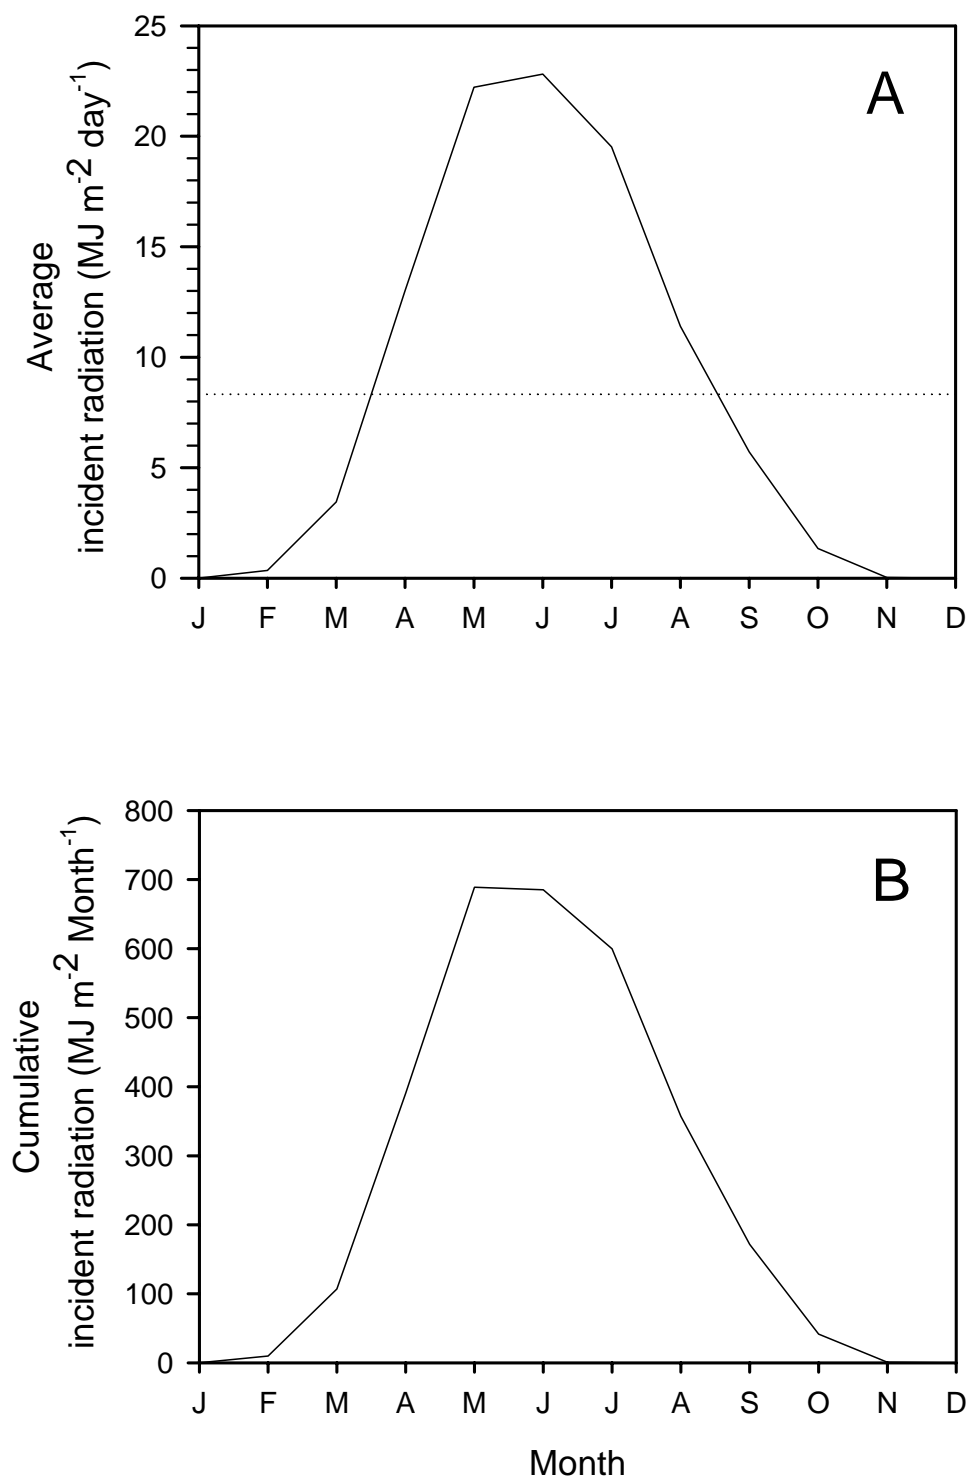 A
Average
incident radiation (MJ m-2 day-1)
25
20
15
10
5
0
J F M A M J J A S O N D
B
Cumulative
incident radiation (MJ m-2 Month-1)
800
700
600
500
400
300
200
100
0
J F M A M J J A S O N D
Month